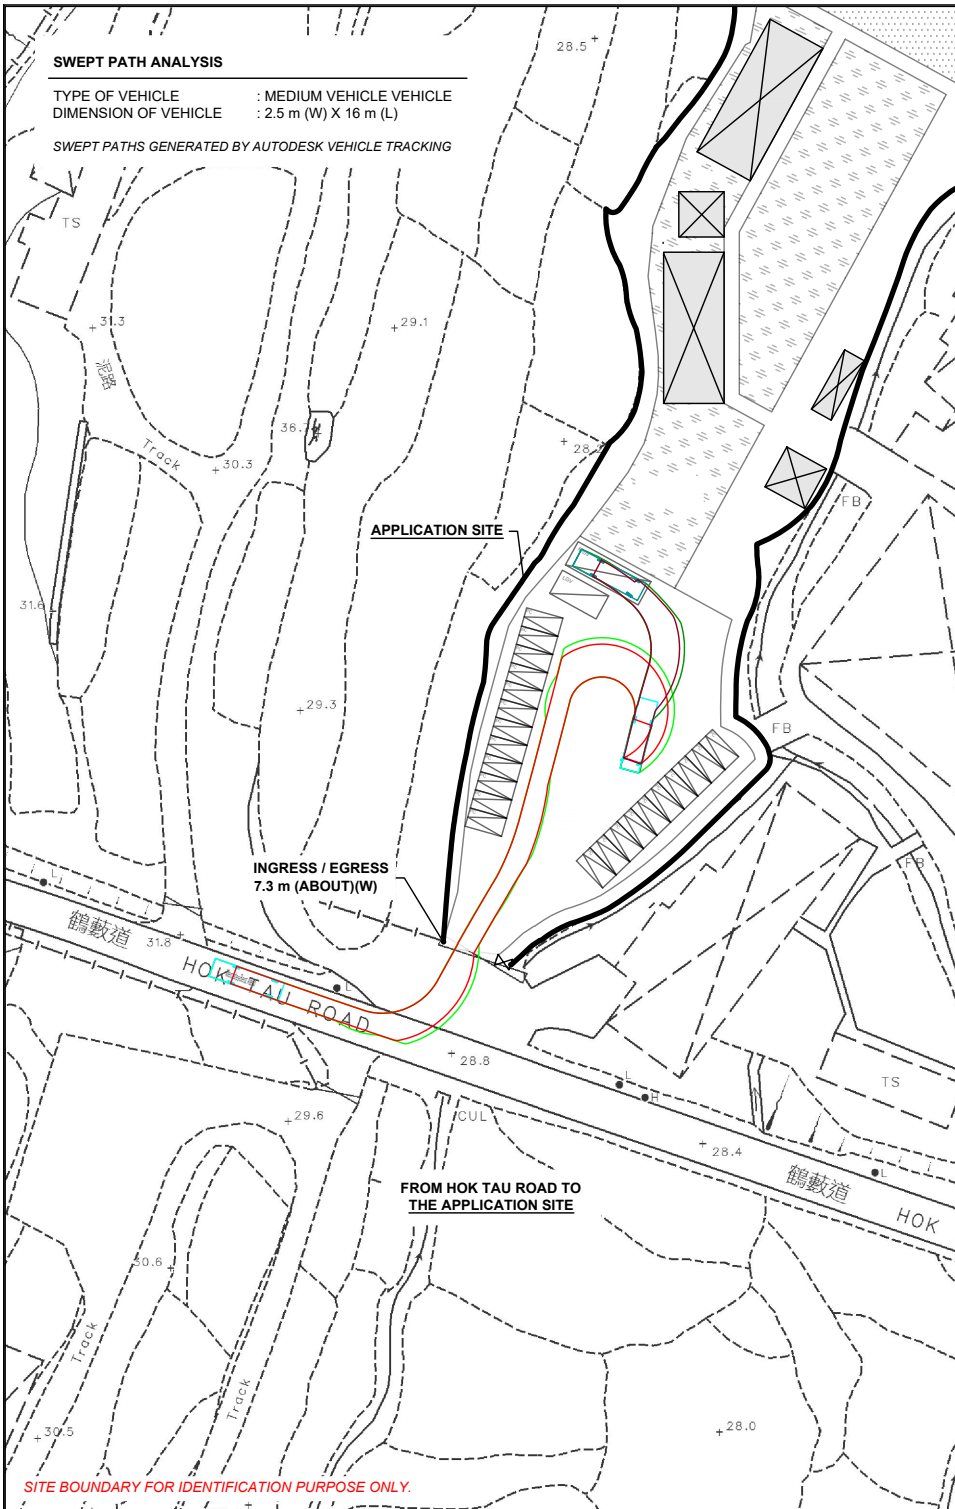 SWEPT PATH ANALYSIS
TYPE OF VEHICLE : MEDIUM VEHICLE VEHICLE
DIMENSION OF VEHICLE : 2.5 m (W) X 16 m (L)
SWEPT PATHS GENERATED BY AUTODESK VEHICLE TRACKING
28.5
TS
31.3
29.1
泥路
36.7
28.2
Track
30.3
FB
APPLICATION SITE
LGV
31.6
29.3
FB
FB
INGRESS / EGRESS
7.3 m (ABOUT)(W)
L
鶴藪道
31.8
HOK TAU ROAD
L
28.8
L
H
TS
CUL
29.6
28.4
L
鶴藪道
HOK
FROM HOK TAU ROAD TO
THE APPLICATION SITE
30.6
Track
Track
30.5
28.0
SITE BOUNDARY FOR IDENTIFICATION PURPOSE ONLY.